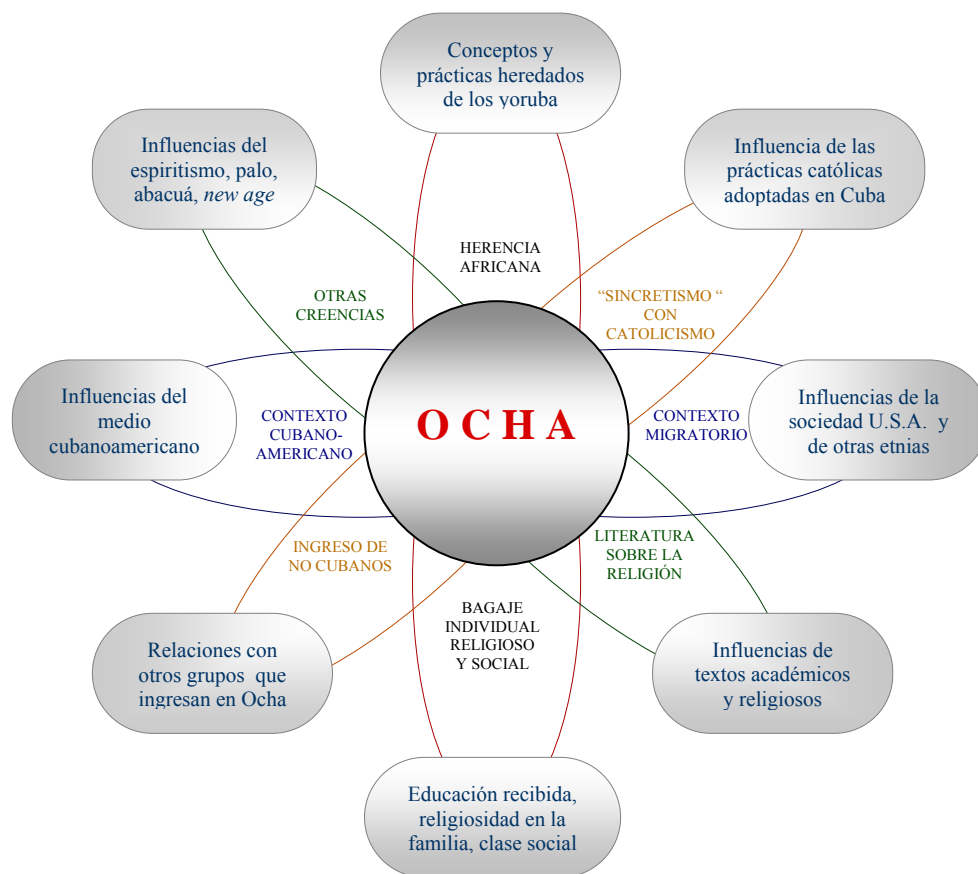 Conceptos y
prácticas heredados
de los yoruba
Influencias del
espiritismo, palo,
abacuá, new age
Influencia de las
prácticas católicas
adoptadas en Cuba
HERENCIA
AFRICANA
OTRAS
CREENCIAS
“SINCRETISMO “
CON
CATOLICISMO
Influencias del
medio
cubanoamericano
CONTEXTO
CUBANO-
AMERICANO
O C H A
CONTEXTO
MIGRATORIO
Influencias de la
sociedad U.S.A. y
de otras etnias
INGRESO DE
NO CUBANOS
LITERATURA
SOBRE LA
RELIGIÓN
BAGAJE
INDIVIDUAL
RELIGIOSO
Y SOCIAL
Relaciones con
otros grupos que
ingresan en Ocha
Influencias de
textos académicos
y religiosos
Educación recibida,
religiosidad en la
familia, clase social